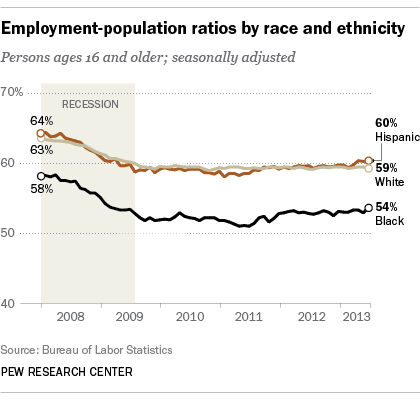 Employment-population ratios by race and ethnicity
Persons ages 16 and older; seasonally adjusted
70%
RECESSION
64%
63%
58%
60%
Hispanic
59%
White
54%
Black
60
50
40
2008
2009
2010
2011
2012
2013
Source: Bureau of Labor Statistics
PEW RESEARCH CENTER